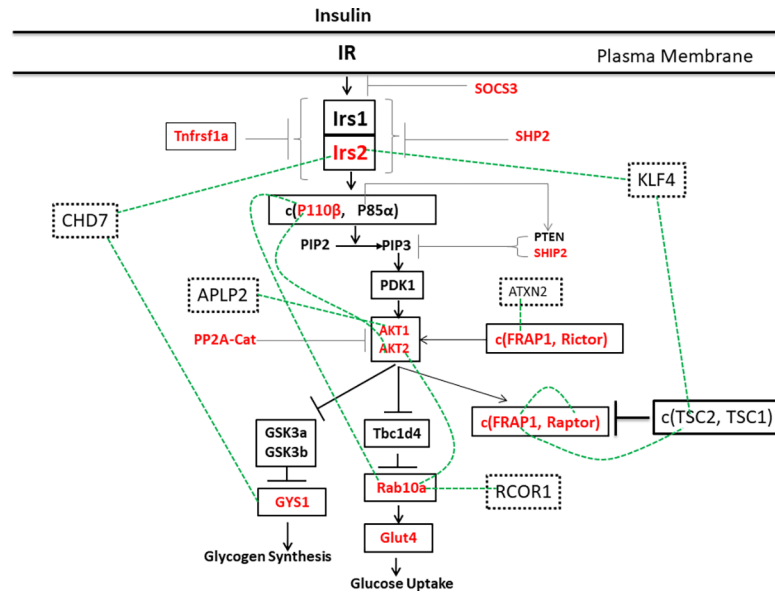 Insulin
IR
Plasma Membrane
SOCS3
Irs1
Tnfrsf1a
SHP2
Irs2
KLF4
CHD7
c(P110β, P85α)
PIP2
PIP3
PTEN
SHIP2
PDK1
APLP2
ATXN2
AKT1
PP2A-Cat
AKT2
c(FRAP1, Rictor)
c(FRAP1, Raptor)
c(TSC2, TSC1)
GSK3a
Tbc1d4
GSK3b
Rab10a
RCOR1
GYS1
Glut4
Glycogen Synthesis
Glucose Uptake